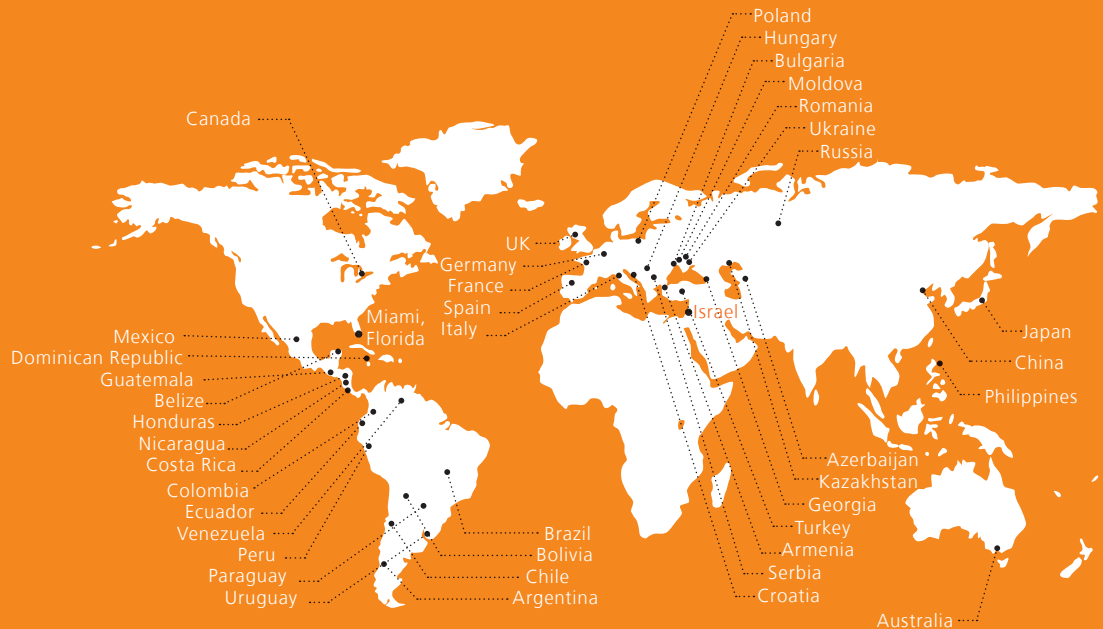 Poland
Hungary
Bulgaria
Moldova
Romania
Ukraine
Russia
Canada
UK
Germany
France
Spain
Italy
Israel
Miami,
Florida
Mexico
Dominican Republic
Guatemala
Belize
Honduras
Nicaragua
Costa Rica
Colombia
Ecuador
Venezuela
Peru
Paraguay
Uruguay
Brazil
Bolivia
Chile
Argentina
Japan
China
Philippines
Azerbaijan
Kazakhstan
Georgia
Turkey
Armenia
Serbia
Croatia
Australia